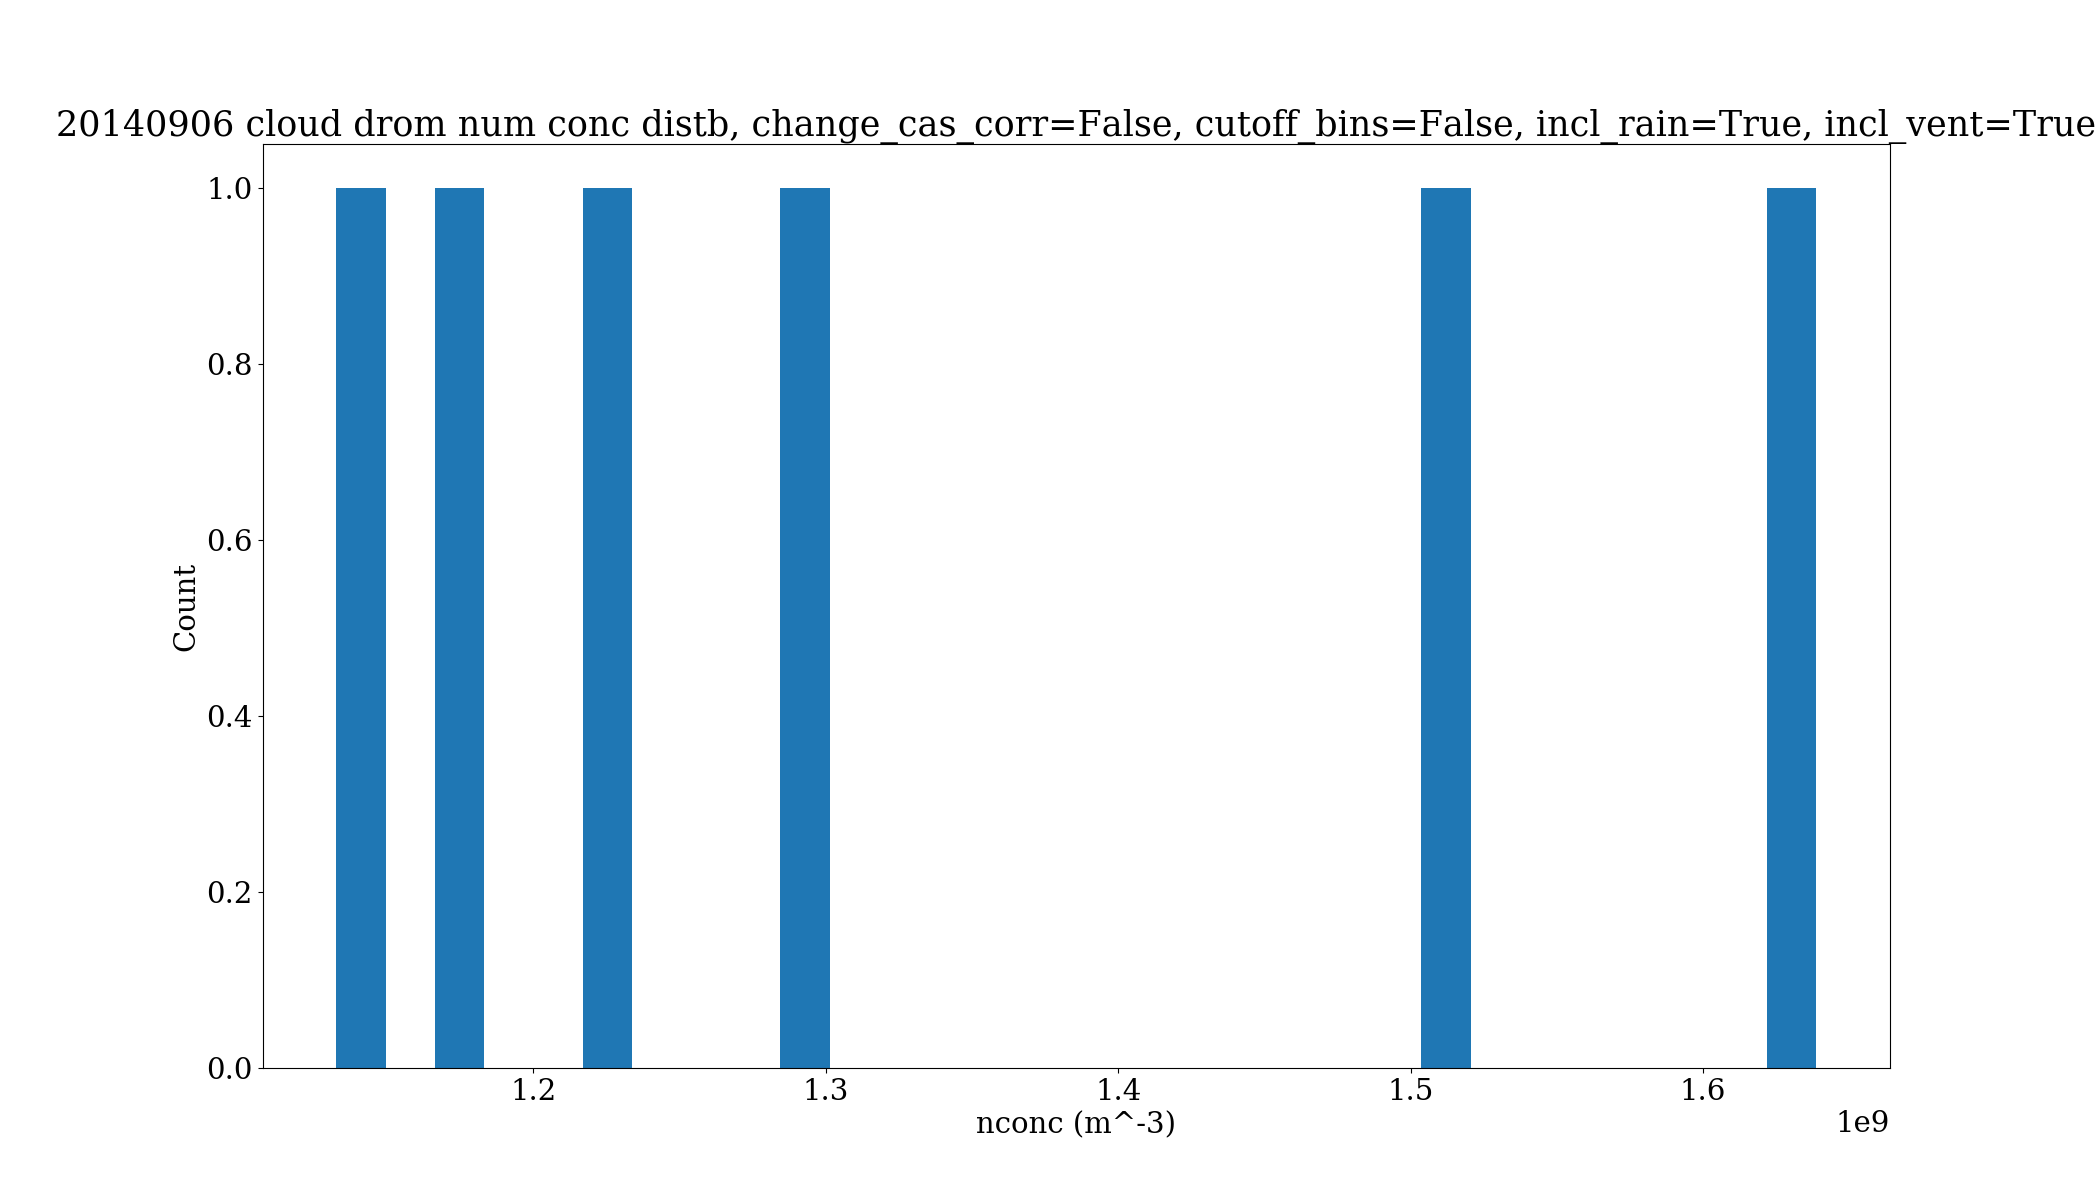 20140906 cloud drom num conc distb, change_cas_corr=False, cutoff_bins=False, incl_rain=True, incl_vent=True
1.0
0.8
0.6
0.4
0.2
0.0
Count
1.2 1.3 1.4 1.5 1.6
nconc (m^-3)
1e9